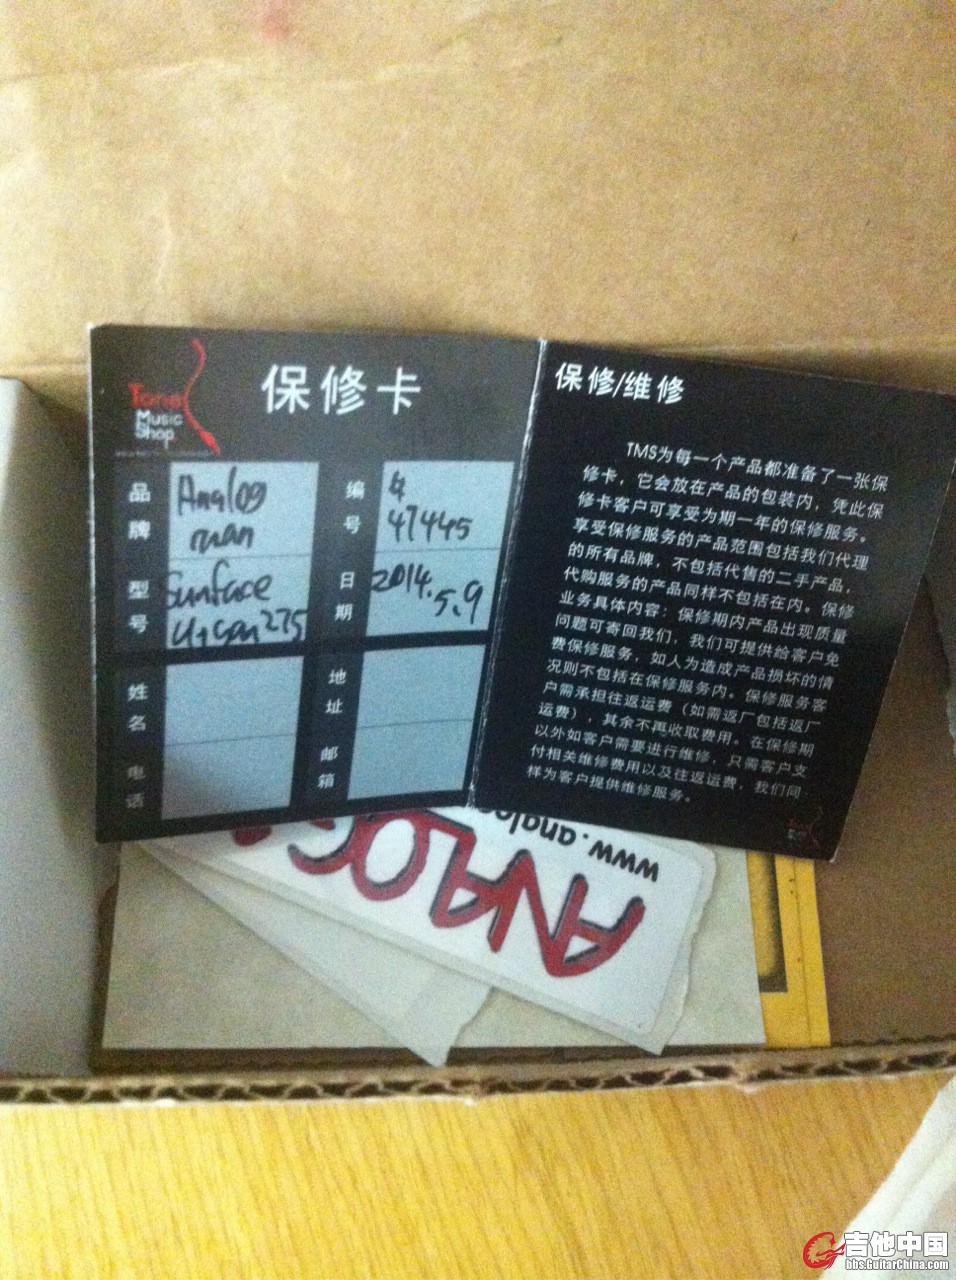 Tone
Music
Shop
保修卡
品牌
Analog
man
编号
#
47445
型号
Sunface
275
日期
2014.5.9
姓名
地址
电话
邮箱
保修/维修
TMS为每一个产品都准备了一张保
修卡，它会放在产品的包装内，凭此保
修卡客户可享受为期一年的保修服务。
享受保修服务的产品范围包括我们代理
的所有品牌，不包括代售的二手产品，
代购服务的产品同样不包括在内。保修
业务具体内容：保修期内产品出现质量
问题可寄回我们，我们可提供给客户免
费保修服务，如人为造成产品损坏的情
况则不包括在保修服务内。保修服务客
户需承担往返运费（如需返厂包括返厂
运费），其余不再收取费用。在保修期
以外如客户需要进行维修，只需客户支
付相关维修费用以及往返运费，我们同
样为客户提供维修服务。
www.analog
ANALOG
吉他中国
bbs.GuitarChina.com